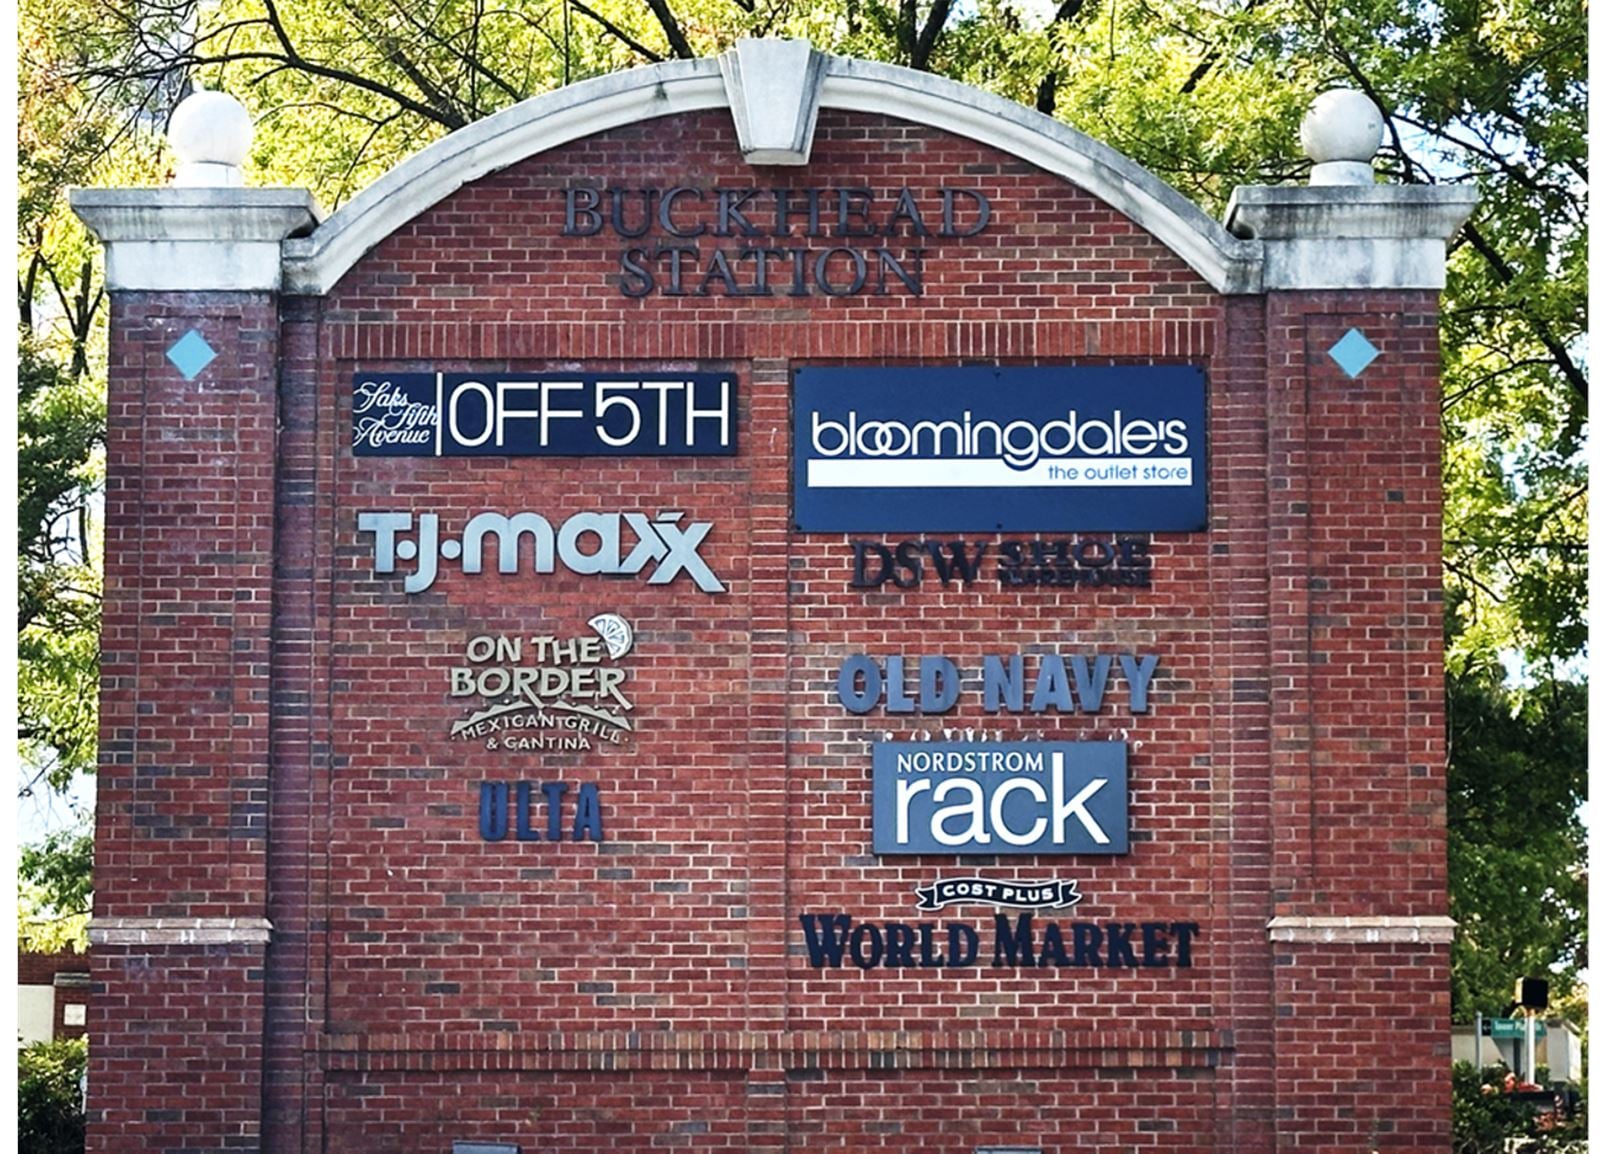 BUCKHEAD
STATION
Saks
Fifth
Avenue
OFF 5TH
T.J.maxx
ON THE
BORDER
MEXICAN GRILL
& CANTINA
ULTA
bloomingdale's
the outlet store
DSW SHOE
WAREHOUSE
OLD NAVY
NORDSTROM
rack
COST PLUS
WORLD MARKET